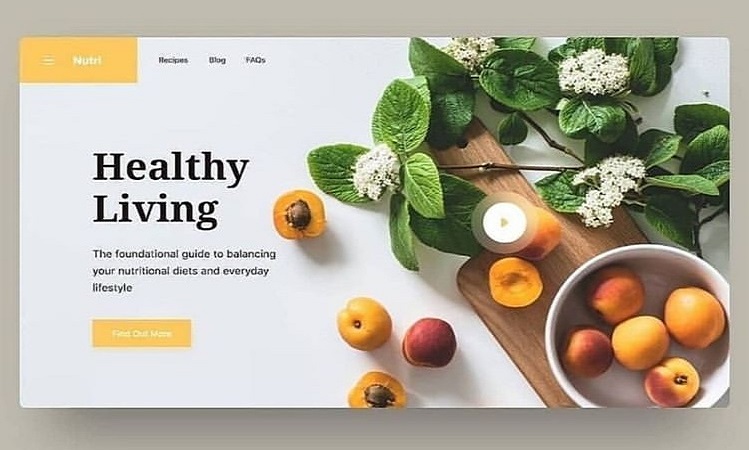 Nutri
Recipes Blog FAQs
Healthy
Living
The foundational guide to balancing
your nutritional diets and everyday
lifestyle
Find Out More